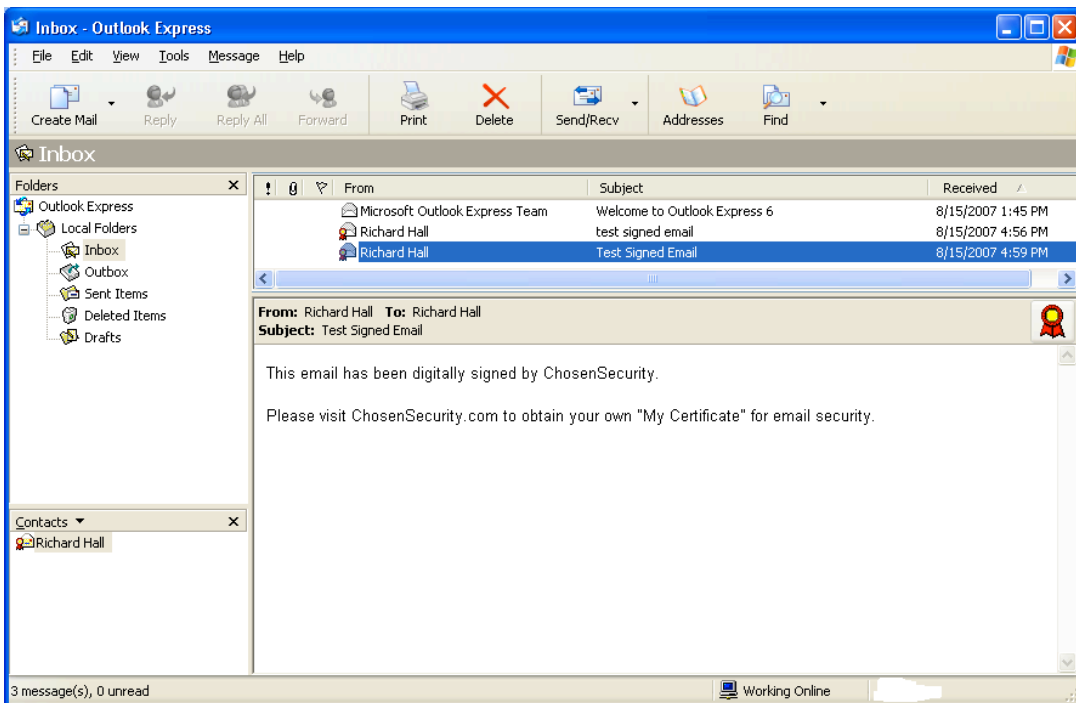 Inbox - Outlook Express
File Edit View Tools Message Help
Create Mail Reply Reply All Forward Print Delete Send/Recv Addresses Find
Inbox
Folders
Outlook Express
Local Folders
Inbox
Outbox
Sent Items
Deleted Items
Drafts
! From Subject Received
Microsoft Outlook Express Team Welcome to Outlook Express 6 8/15/2007 1:45 PM
Richard Hall test signed email 8/15/2007 4:56 PM
Richard Hall Test Signed Email 8/15/2007 4:59 PM
From: Richard Hall To: Richard Hall
Subject: Test Signed Email
This email has been digitally signed by ChosenSecurity.
Please visit ChosenSecurity.com to obtain your own "My Certificate" for email security.
Contacts
Richard Hall
3 message(s), 0 unread
Working Online